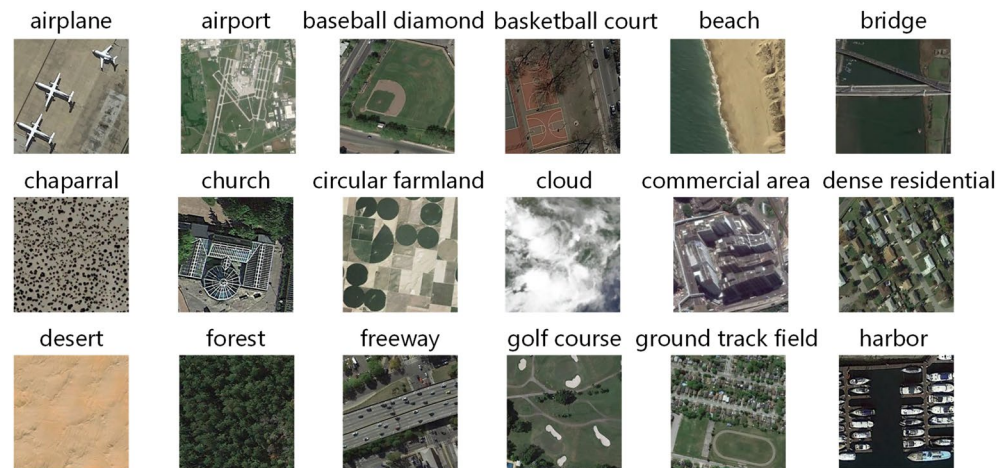 airplane airport baseball diamond basketball court beach bridge
chaparral church circular farmland cloud commercial area dense residential
desert forest freeway golf course ground track field harbor